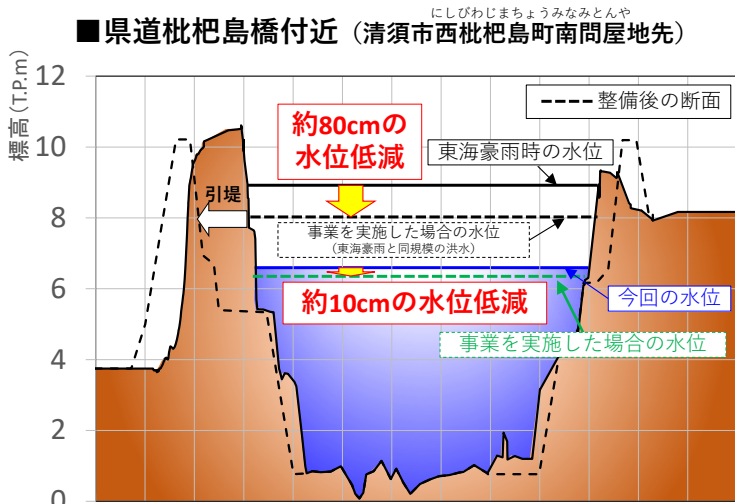 にしびわじまちょうみなみとんや
■県道枇杷島橋付近（清須市西枇杷島町南問屋地先）
標高(T.P.m)
12
10
8
6
4
2
0
整備後の断面
約80cmの
水位低減
東海豪雨時の水位
引堤
事業を実施した場合の水位
（東海豪雨と同規模の洪水）
約10cmの水位低減
今回の水位
事業を実施した場合の水位